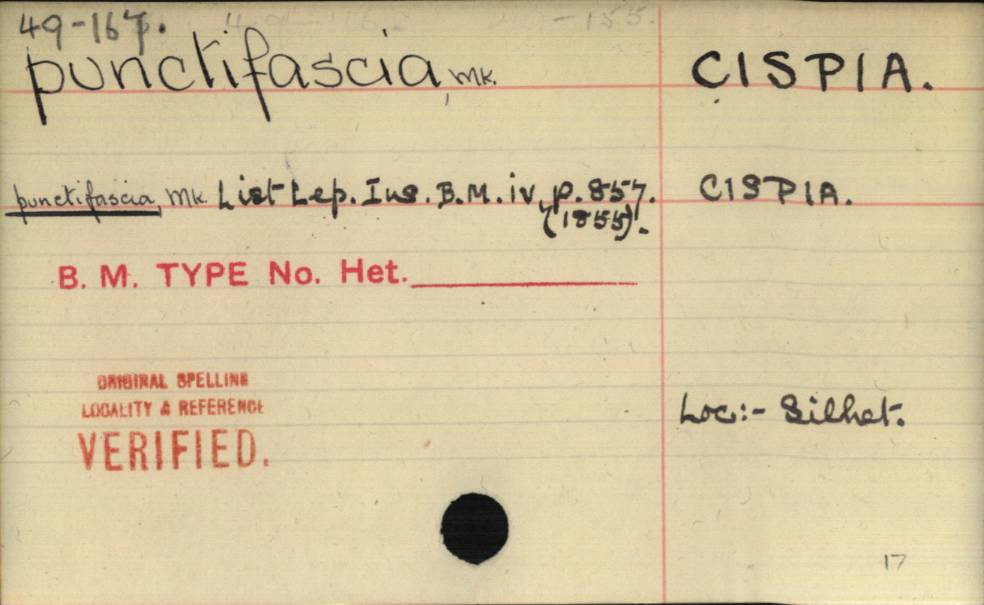 49-167.
punctifascia, Mk. CISPIA.
punctifascia, Mk. List Lep. Ins. B.M. iv, p. 857. CISPIA.
(1855).
B. M. TYPE No. Het.
ORIGINAL SPELLING
LOCALITY & REFERENCE
VERIFIED.
Loc:- Silhet.
17